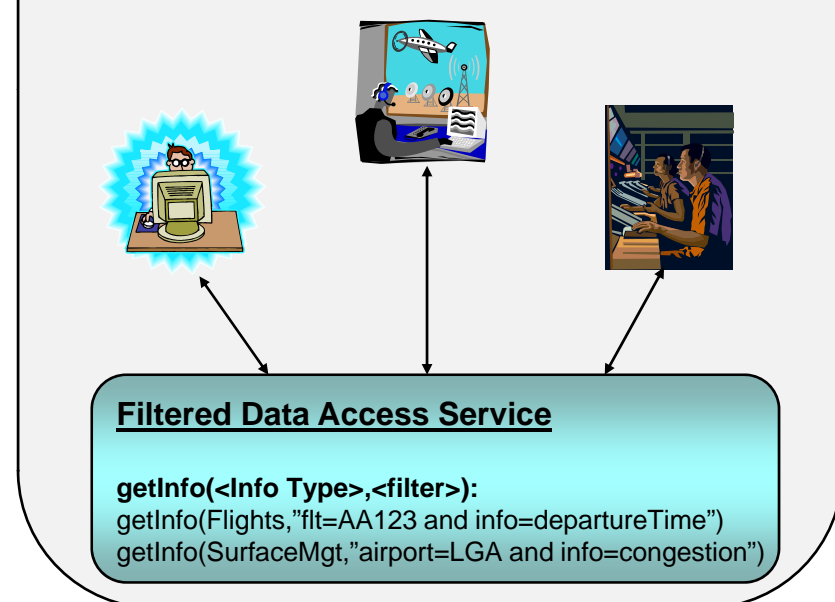 Filtered Data Access Service
getInfo(<Info Type>,<filter>):
getInfo(Flights,”flt=AA123 and info=departureTime”)
getInfo(SurfaceMgt,”airport=LGA and info=congestion”)